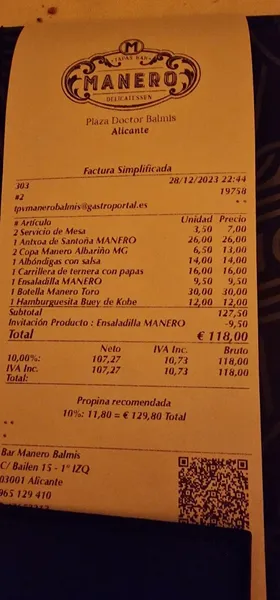 M
TAPAS BAR
MANERO
DELICATESSEN
Plaza Doctor Balmis
Alicante
Factura Simplificada
303 28/12/2023 22:44
#2 19758
tpvmanerobalmis@gastroportal.es **
# Artículo Unidad Precio
2 Servicio de Mesa 3,50 7,00
1 Antxoa de Santoña MANERO 26,00 26,00
2 Copa Manero Albariño MG 6,50 13,00
1 Albóndigas con salsa 14,00 14,00
1 Carrillera de ternera con papas 16,00 16,00
1 Ensaladilla MANERO 9,50 9,50
1 Botella Manero Toro 30,00 30,00
1 Hamburguesita Buey de Kobe 12,00 12,00
Subtotal 127,50
Invitación Producto : Ensaladilla MANERO -9,50
Total € 118,00
Neto IVA Inc. Bruto
10,00%: 107,27 10,73 118,00
IVA Inc. 107,27 10,73 118,00
Total:
Propina recomendada
10%: 11,80 = € 129,80 Total
**
**
Bar Manero Balmis
C/ Bailen 15 - 1º IZQ
03001 Alicante
965 129 410